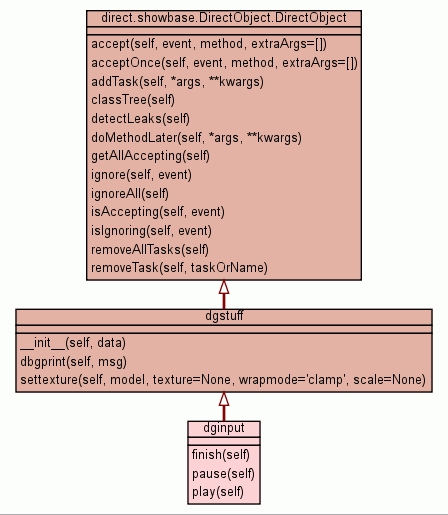 direct.showbase.DirectObject.DirectObject
accept(self, event, method, extraArgs=[])
acceptOnce(self, event, method, extraArgs=[])
addTask(self, *args, **kwargs)
classTree(self)
detectLeaks(self)
doMethodLater(self, *args, **kwargs)
getAllAccepting(self)
ignore(self, event)
ignoreAll(self)
isAccepting(self, event)
isIgnoring(self, event)
removeAllTasks(self)
removeTask(self, taskOrName)
dgstuff
__init__(self, data)
dbgprint(self, msg)
settexture(self, model, texture=None, wrapmode='clamp', scale=None)
dginput
finish(self)
pause(self)
play(self)